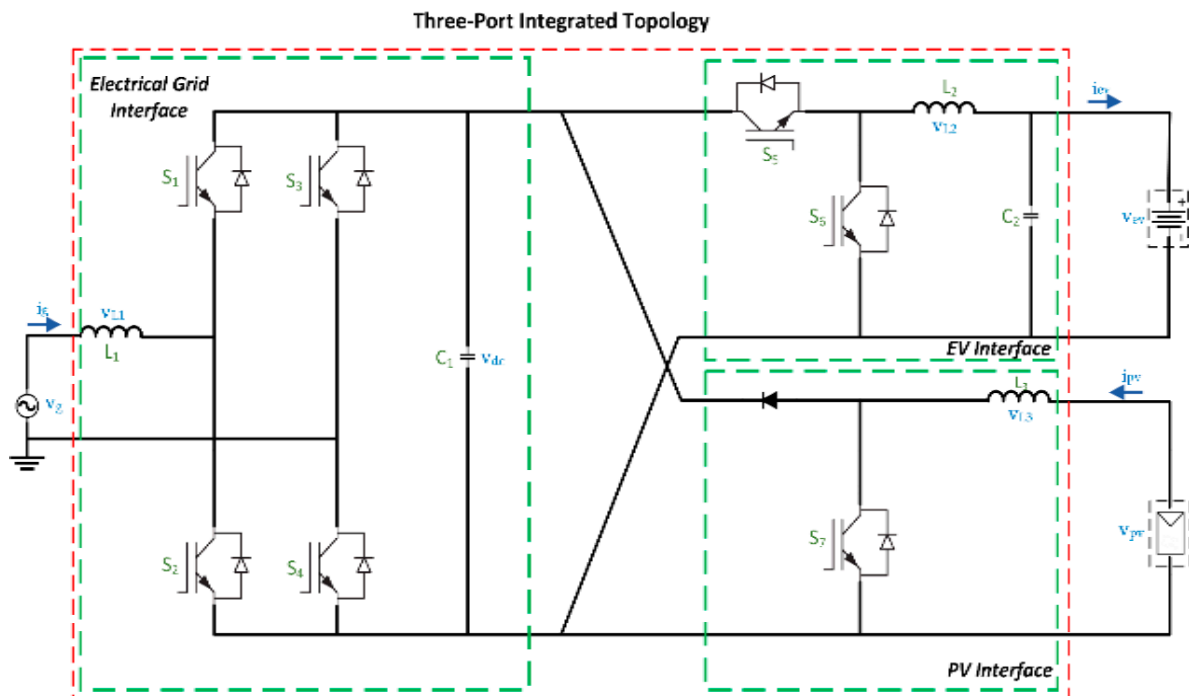 Three-Port Integrated Topology
Electrical Grid
Interface
S1
S3
ig
vL1
L1
vg
C1
vdc
S2
S4
L2
vL2
iev
S5
S6
C2
vev
+
EV Interface
L3
vL3
ipv
S7
vpv
PV Interface